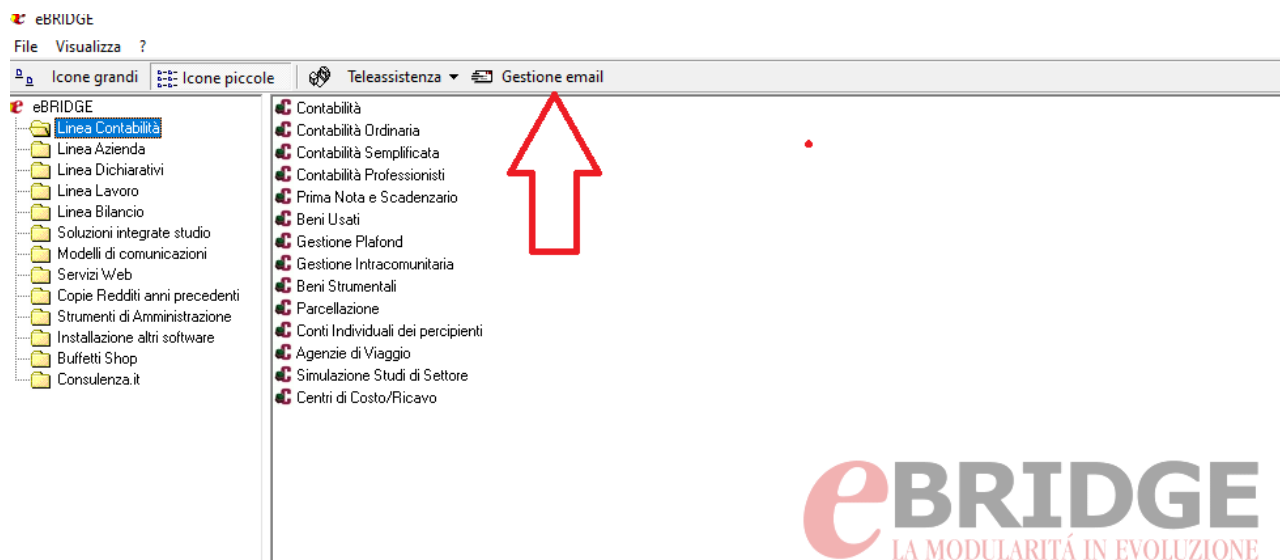 eBRIDGE
File Visualizza ?
Icone grandi Icone piccole Teleassistenza Gestione email
eBRIDGE
Linea Contabilità
Linea Azienda
Linea Dichiarativi
Linea Lavoro
Linea Bilancio
Soluzioni integrate studio
Modelli di comunicazioni
Servizi Web
Copie Redditi anni precedenti
Strumenti di Amministrazione
Installazione altri software
Buffetti Shop
Consulenza.it
Contabilità
Contabilità Ordinaria
Contabilità Semplificata
Contabilità Professionisti
Prima Nota e Scadenzario
Beni Usati
Gestione Plafond
Gestione Intracomunitaria
Beni Strumentali
Parcellazione
Conti Individuali dei percipienti
Agenzie di Viaggio
Simulazione Studi di Settore
Centri di Costo/Ricavo
eBRIDGE
LA MODULARITÁ IN EVOLUZIONE